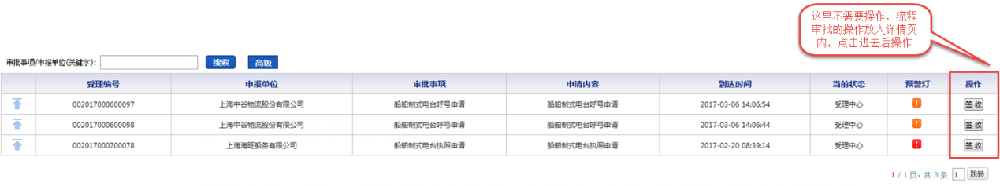 这里不需要操作，流程
审批的操作放入详情页
内，点击进去后操作
审批事项/申报单位(关键字): 搜索 高级
受理编号 申报单位 审批事项 申请内容 到达时间 当前状态 预警灯 操作
002017000600097 上海中谷物流股份有限公司 船舶制式电台呼号申请 船舶制式电台呼号申请 2017-03-06 14:06:54 受理中心 ! 签 收
002017000600098 上海中谷物流股份有限公司 船舶制式电台呼号申请 船舶制式电台呼号申请 2017-03-06 14:06:44 受理中心 ! 签 收
002017000700078 上海海旺船务有限公司 船舶制式电台执照申请 船舶制式电台执照申请 2017-02-20 08:39:14 受理中心 ! 签 收
1 / 1 页，共 3 条 1 跳转